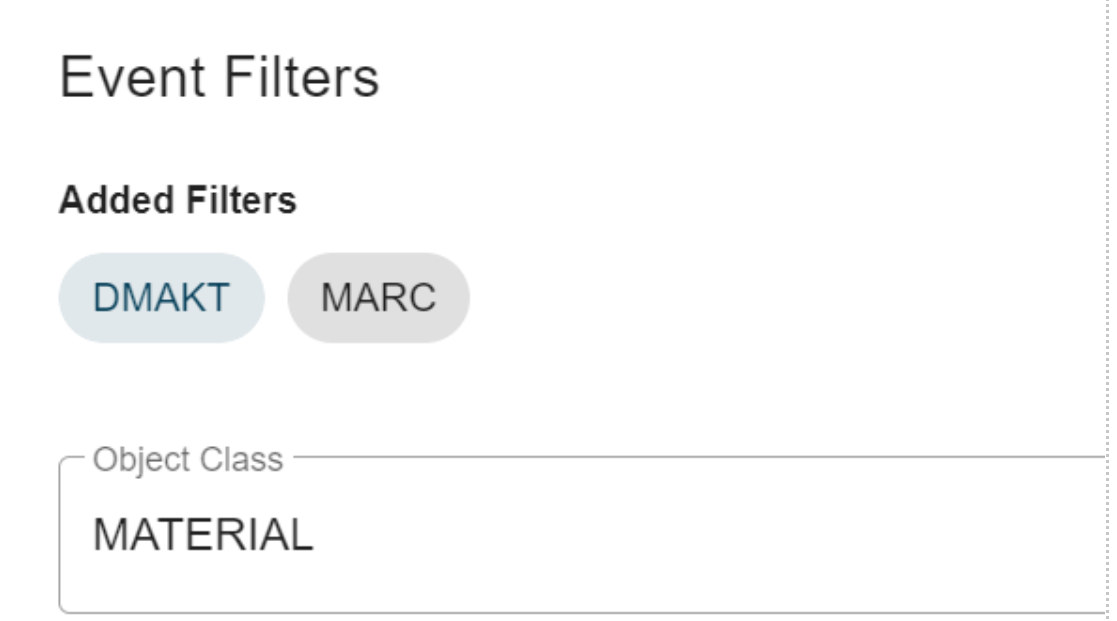 Event Filters
Added Filters
DMAKT MARC
Object Class
MATERIAL